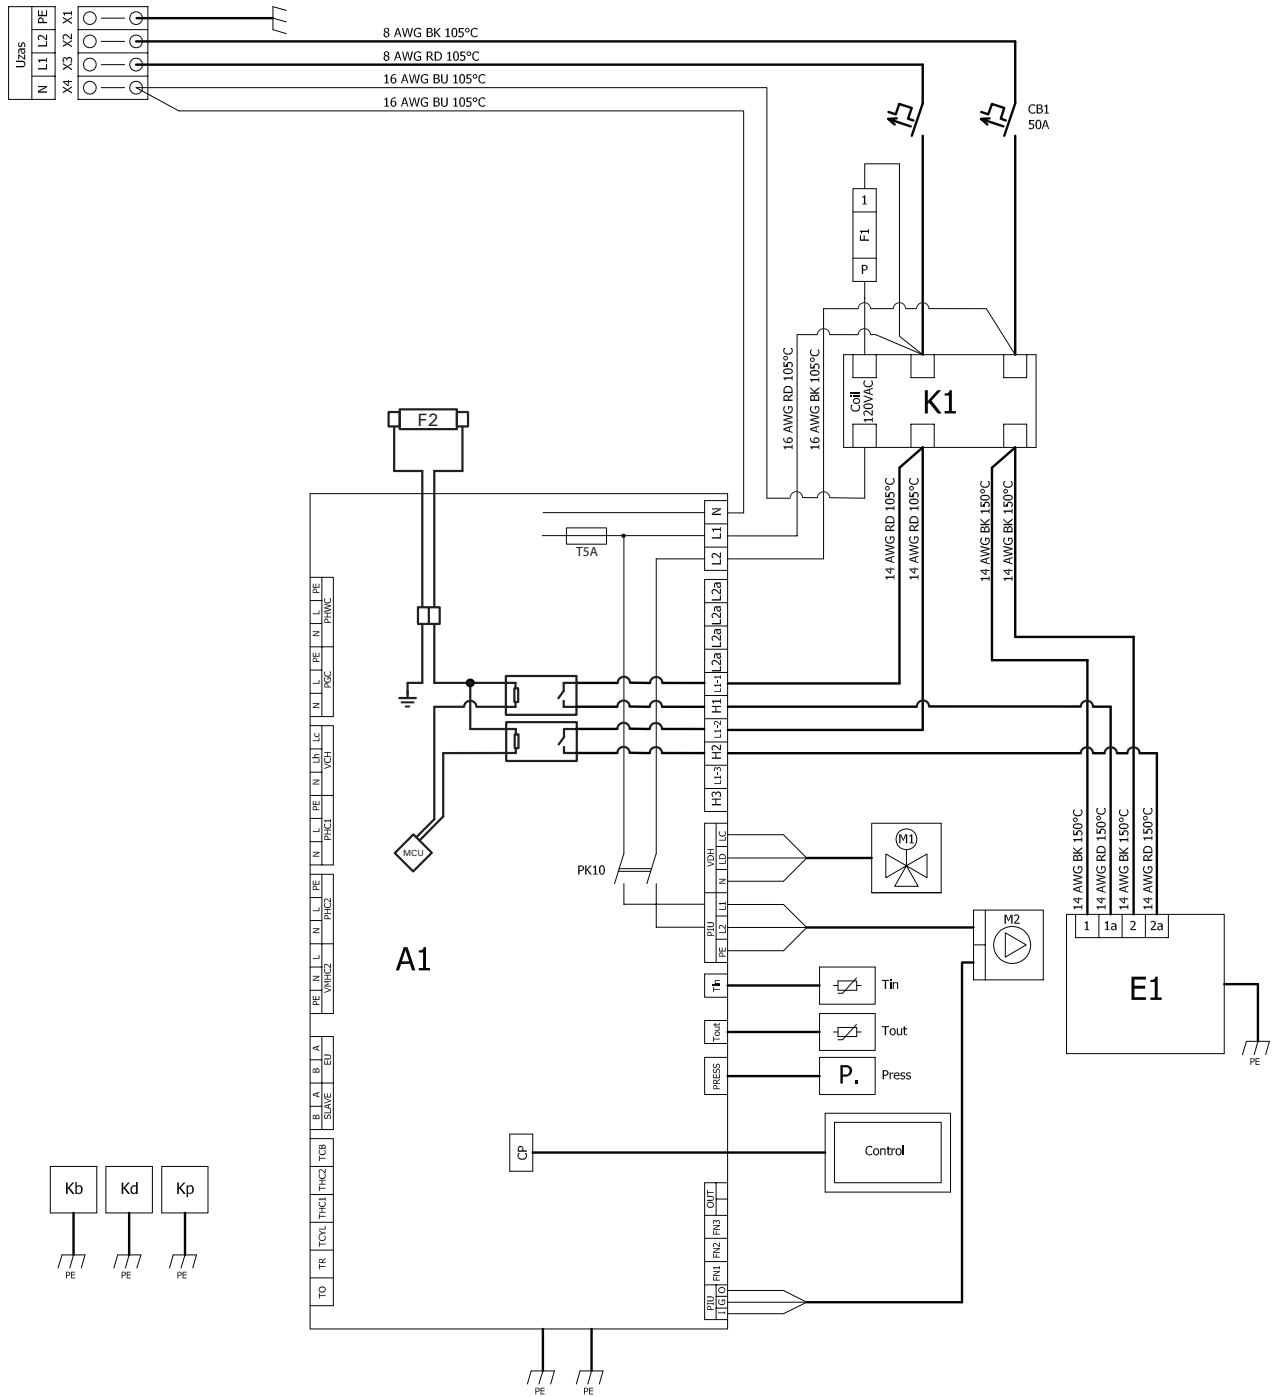 Uzas
PE
L2
L1
N
X1
X2
X3
X4
8 AWG BK 105°C
8 AWG RD 105°C
16 AWG BU 105°C
16 AWG BU 105°C
CB1
50A
1
F1
P
16 AWG RD 105°C
16 AWG BK 105°C
Coil
120VAC
K1
14 AWG RD 105°C
14 AWG RD 105°C
14 AWG BK 150°C
14 AWG BK 150°C
F2
N
L1
L2
T5A
L2a
L2a
L2a
L2a
L1-1
H1
L1-2
H2
L1-3
H3
PE
L
N
PHWC
PE
L
N
PGC
Lc
Lh
N
VCH
PE
L
N
PHC1
PE
L
N
PHC2
L
N
PE
VMHC2
A
B
EU
A
B
SLAVE
TCB
THC2
THC1
TCYL
TR
TO
MCU
PK10
A1
VDH
LC
LD
N
PIU
L1
L2
PE
M1
M2
14 AWG BK 150°C
14 AWG RD 150°C
14 AWG BK 150°C
14 AWG RD 150°C
1
1a
2
2a
E1
PE
Tin
Tin
Tout
Tout
PRESS
P.
Press
CP
Control
OUT
FN3
FN2
FN1
PIU
O
G
I
Kb
Kd
Kp
PE
PE
PE
PE
PE